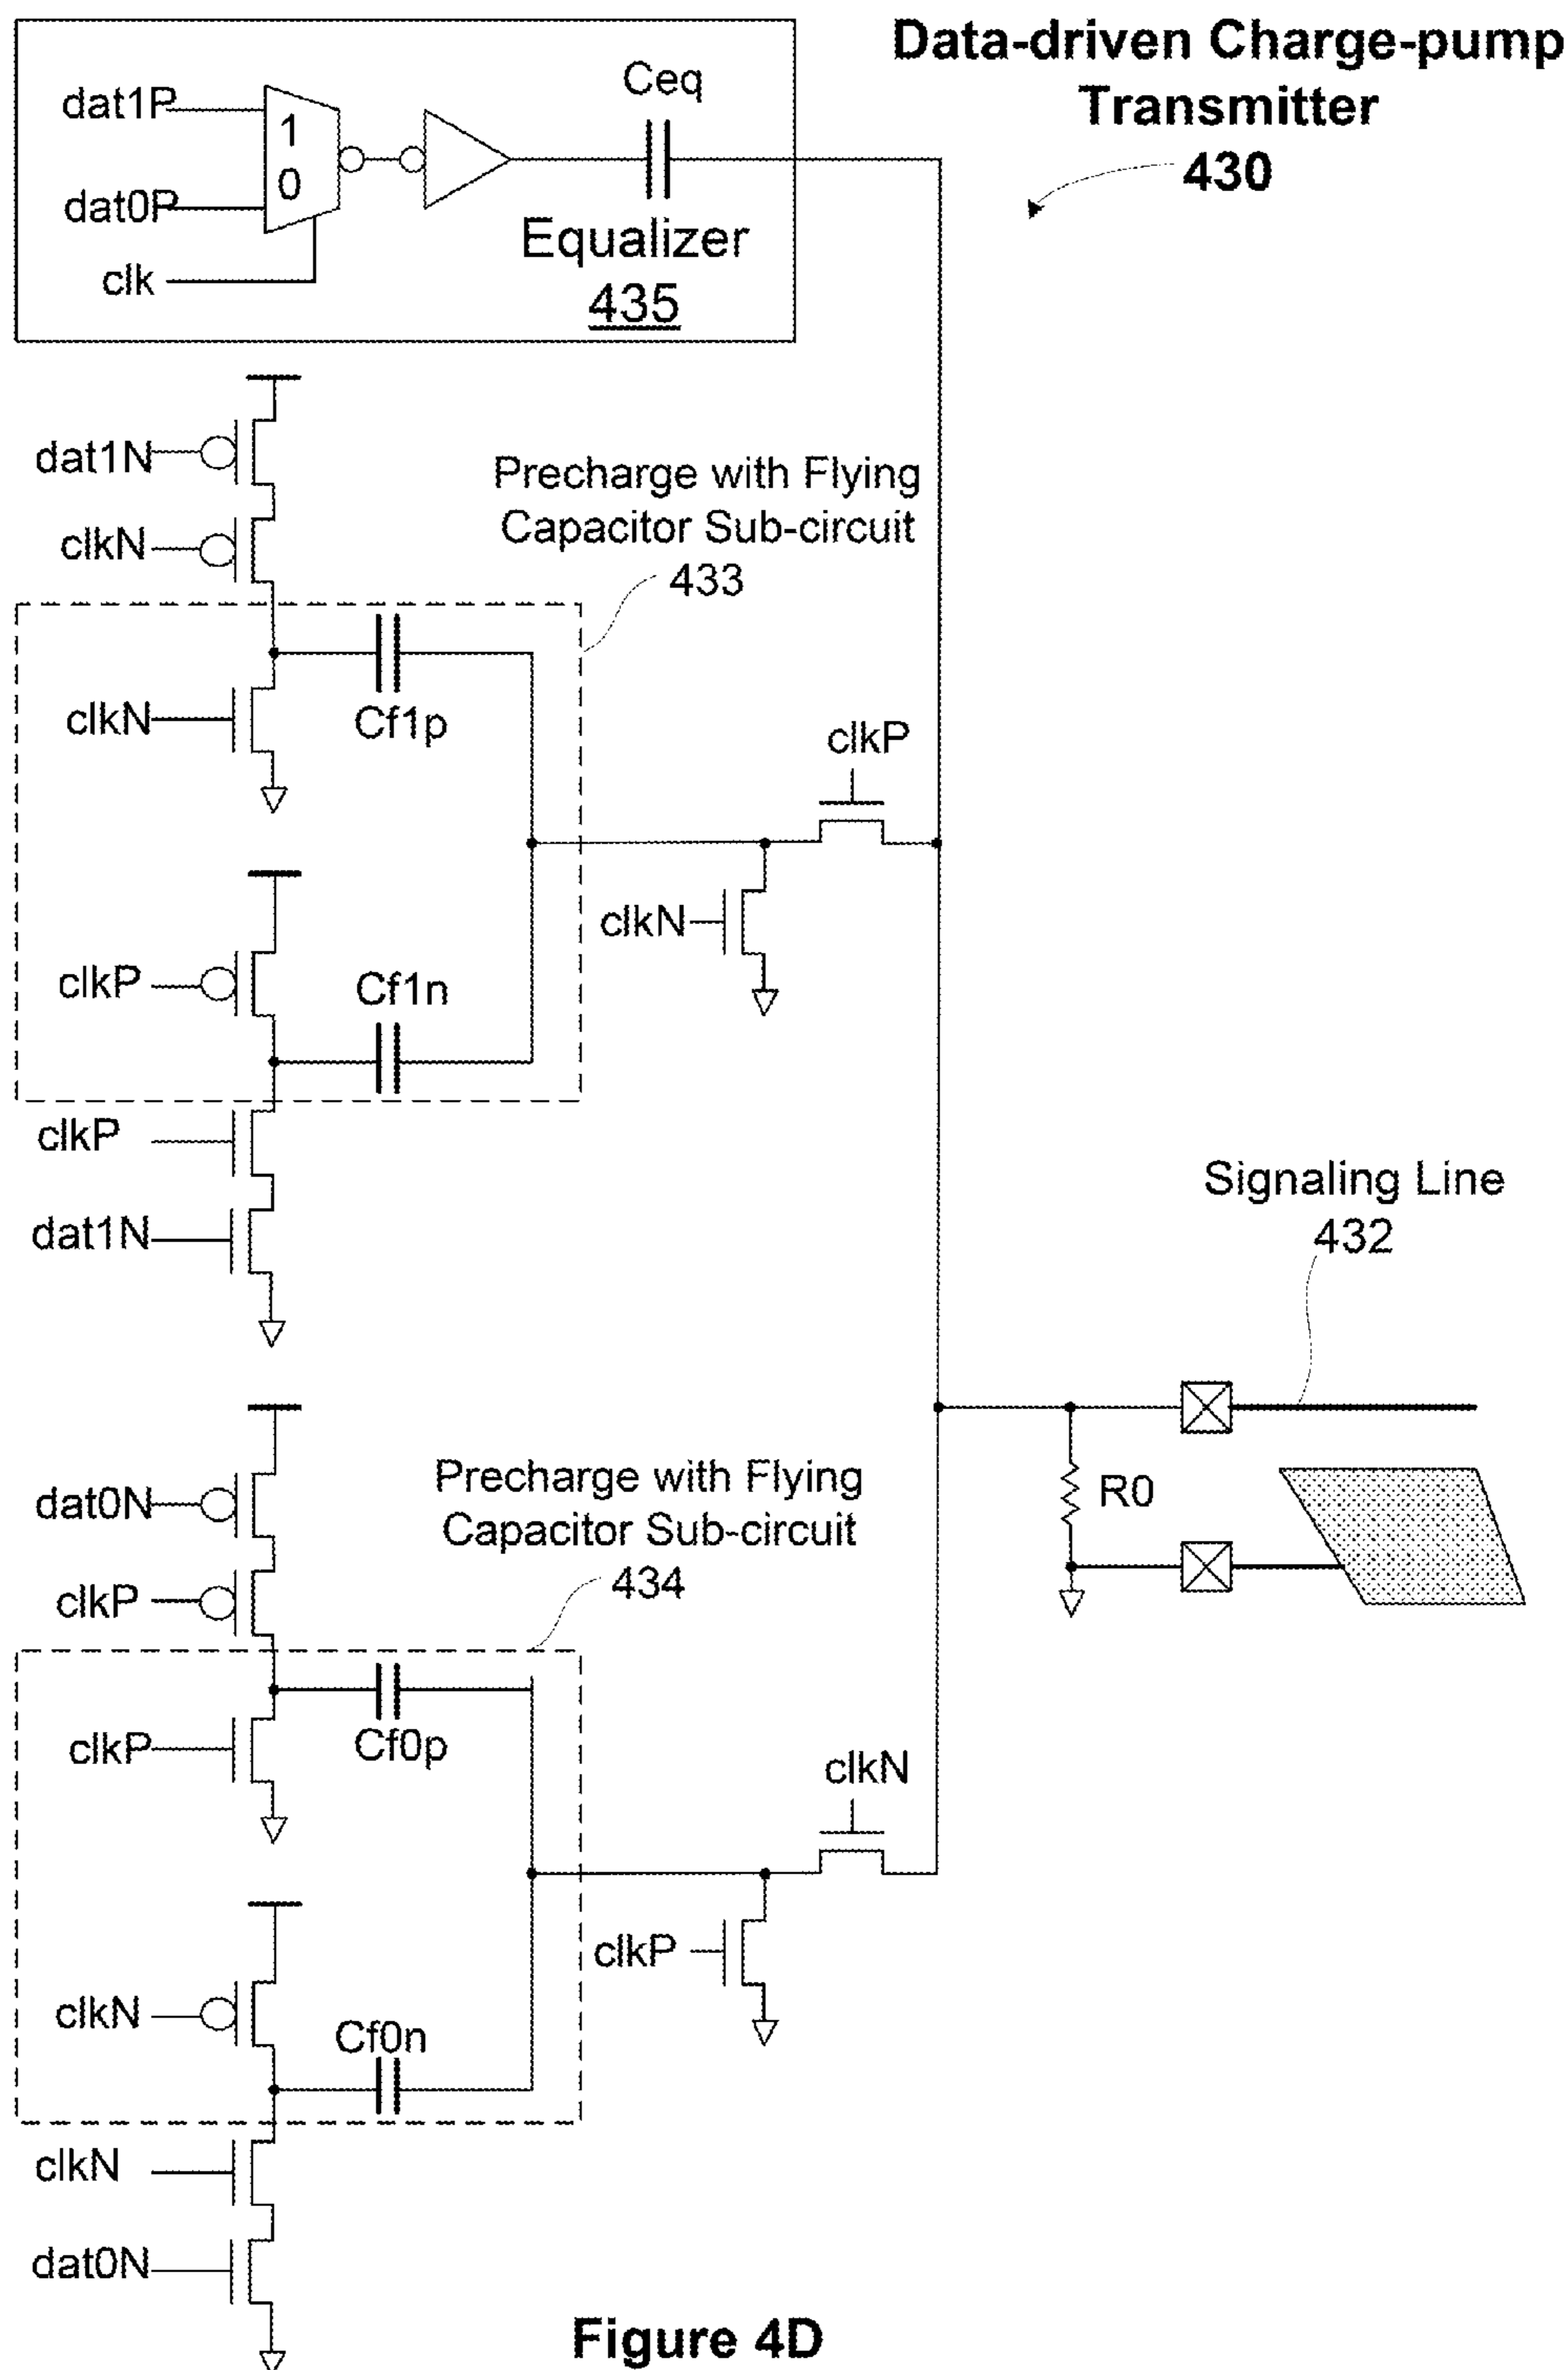 Data-driven Charge-pump
Transmitter
430
dat1P
1
0
dat0P
clk
Ceq
Equalizer
435
dat1N
clkN
Precharge with Flying
Capacitor Sub-circuit
433
clkN
Cf1p
clkP
clkN
clkP
Cf1n
clkP
dat1N
Signaling Line
432
R0
dat0N
clkP
Precharge with Flying
Capacitor Sub-circuit
434
clkP
Cf0p
clkN
clkP
clkN
Cf0n
clkN
dat0N
Figure 4D